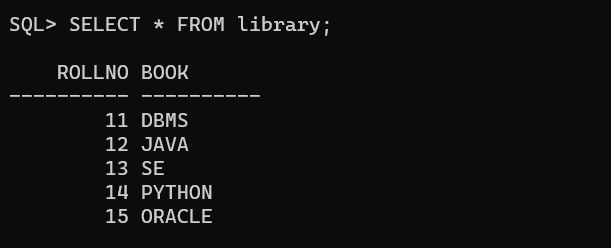 SQL> SELECT * FROM library;

    ROLLNO BOOK
---------- ----------
        11 DBMS
        12 JAVA
        13 SE
        14 PYTHON
        15 ORACLE